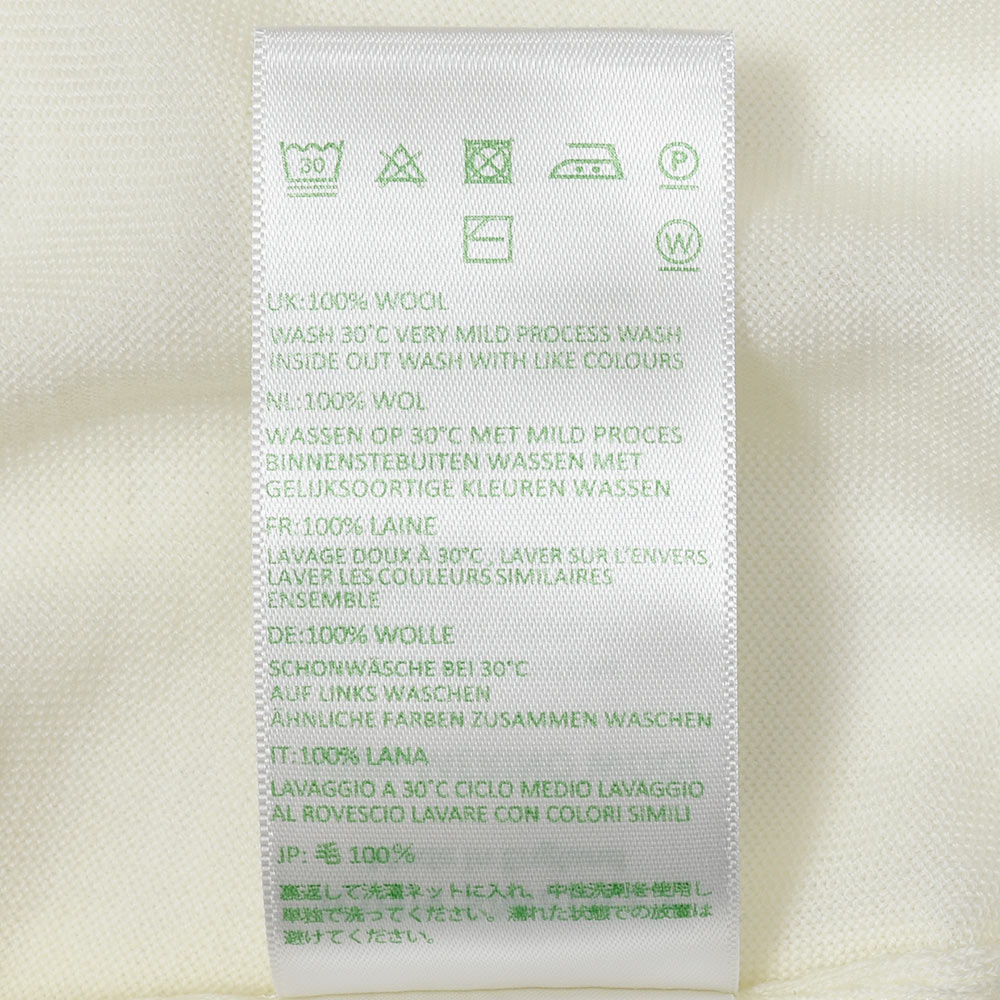 30
P
W
UK:100% WOOL
WASH 30°C VERY MILD PROCESS WASH
INSIDE OUT WASH WITH LIKE COLOURS
NL:100% WOL
WASSEN OP 30°C MET MILD PROCES
BINNENSTEBUITEN WASSEN MET
GELIJKSOORTIGE KLEUREN WASSEN
FR:100% LAINE
LAVAGE DOUX À 30°C, LAVER SUR L'ENVERS,
LAVER LES COULEURS SIMILAIRES
ENSEMBLE
DE:100% WOLLE
SCHONWÄSCHE BEI 30°C
AUF LINKS WASCHEN
ÄHNLICHE FARBEN ZUSAMMEN WASCHEN
IT:100% LANA
LAVAGGIO A 30°C CICLO MEDIO LAVAGGIO
AL ROVESCIO LAVARE CON COLORI SIMILI
JP: 毛 100%
裏返して洗濯ネットに入れ、中性洗剤を使用し
単独で洗ってください。濡れた状態での放置は
避けてください。